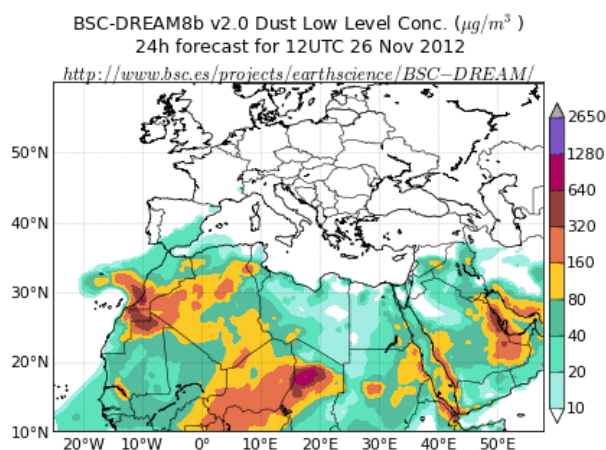 BSC-DREAM8b v2.0 Dust Low Level Conc. (μg/m³ )
24h forecast for 12UTC 26 Nov 2012
http://www.bsc.es/projects/earthscience/BSC−DREAM/
50°N
40°N
30°N
20°N
10°N
20°W 10°W 0° 10°E 20°E 30°E 40°E 50°E
2650
1280
640
320
160
80
40
20
10